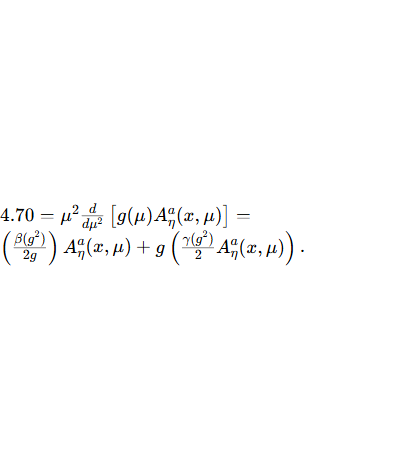 4.70 = μ² d/dμ² [g(μ)A^a_η(x, μ)] =
(β(g²)/2g) A^a_η(x, μ) + g (γ(g²)/2 A^a_η(x, μ)) .